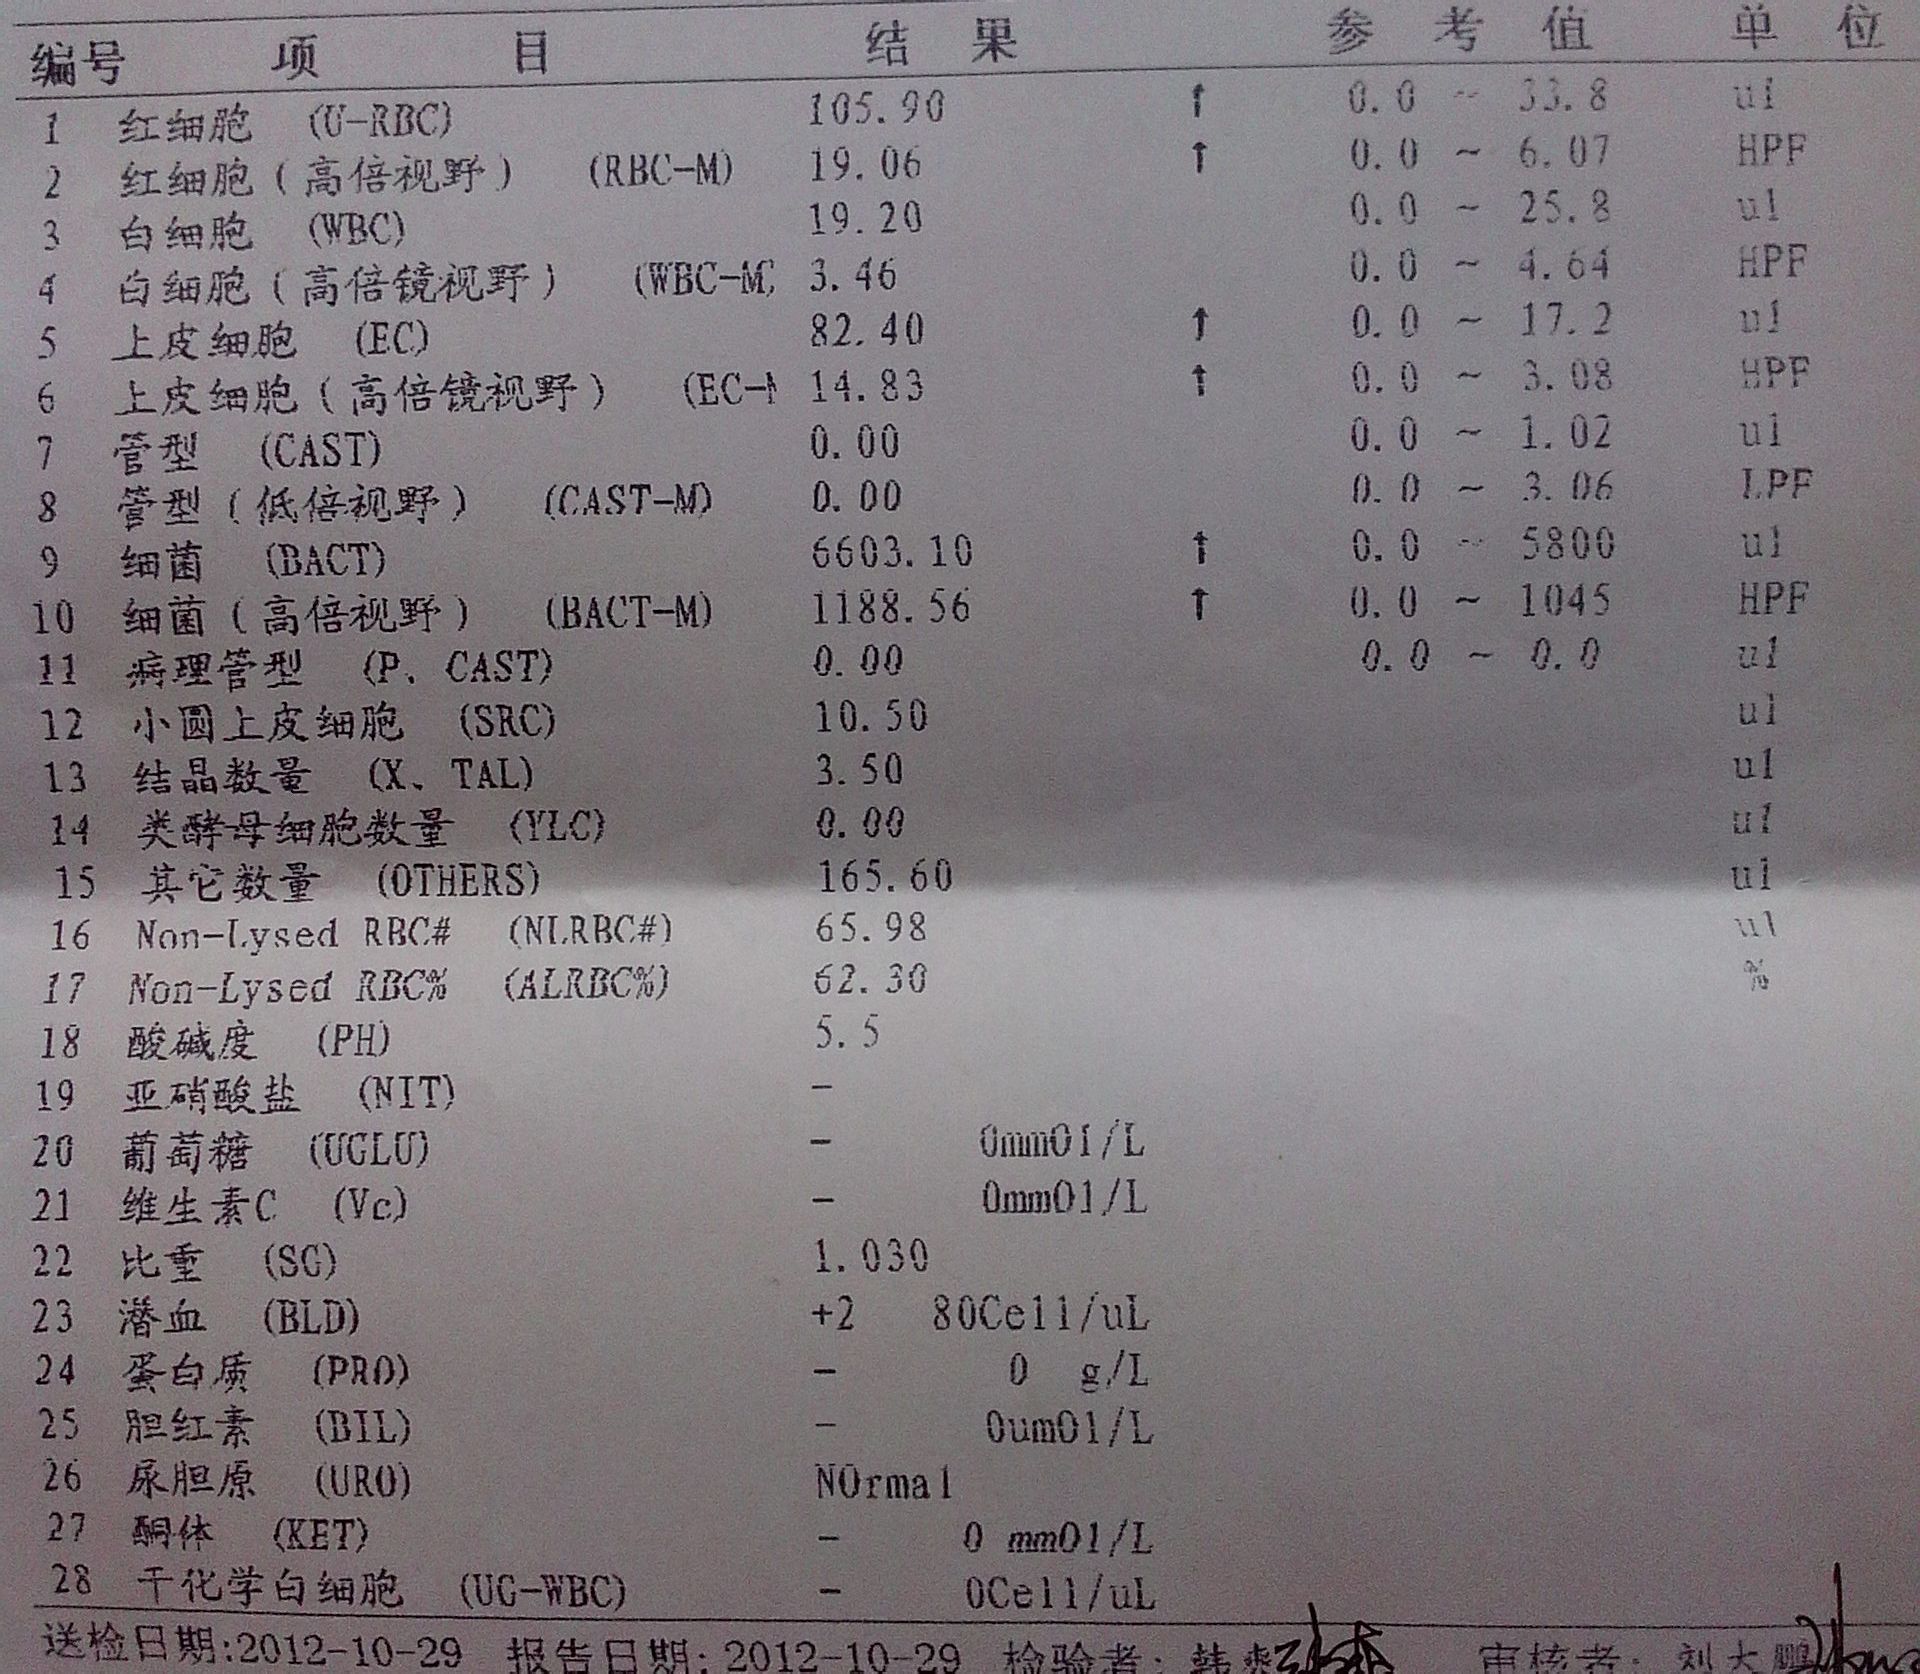 编号 项 目 结 果 参 考 值 单 位
1 红细胞 (U-RBC) 105.90 ↑ 0.0 ~ 33.8 ul
2 红细胞(高倍视野) (RBC-M) 19.06 ↑ 0.0 ~ 6.07 HPF
3 白细胞 (WBC) 19.20 0.0 ~ 25.8 ul
4 白细胞(高倍镜视野) (WBC-M) 3.46 0.0 ~ 4.64 HPF
5 上皮细胞 (EC) 82.40 ↑ 0.0 ~ 17.2 ul
6 上皮细胞(高倍镜视野) (EC-M 14.83 ↑ 0.0 ~ 3.08 HPF
7 管型 (CAST) 0.00 0.0 ~ 1.02 ul
8 管型(低倍视野) (CAST-M) 0.00 0.0 ~ 3.06 LPF
9 细菌 (BACT) 6603.10 ↑ 0.0 ~ 5800 ul
10 细菌(高倍视野) (BACT-M) 1188.56 ↑ 0.0 ~ 1045 HPF
11 病理管型 (P、CAST) 0.00 0.0 ~ 0.0 ul
12 小圆上皮细胞 (SRC) 10.50 ul
13 结晶数量 (X、TAL) 3.50 ul
14 类酵母细胞数量 (YLC) 0.00 ul
15 其它数量 (OTHERS) 165.60 ul
16 Non-Lysed RBC# (NLRBC#) 65.98 ul
17 Non-Lysed RBC% (ALRBC%) 62.30 %
18 酸碱度 (PH) 5.5
19 亚硝酸盐 (NIT) -
20 葡萄糖 (UGLU) - 0mmOl/L
21 维生素C (Vc) - 0mmOl/L
22 比重 (SG) 1.030
23 潜血 (BLD) +2 80Cell/uL
24 蛋白质 (PRO) - 0 g/L
25 胆红素 (BIL) - 0umOl/L
26 尿胆原 (URO) NOrmal
27 酮体 (KET) - 0 mmOl/L
28 干化学白细胞 (UG-WBC) - 0Cell/uL
送检日期:2012-10-29 报告日期: 2012-10-29 检验者: 韩 审核者: 刘大鹏